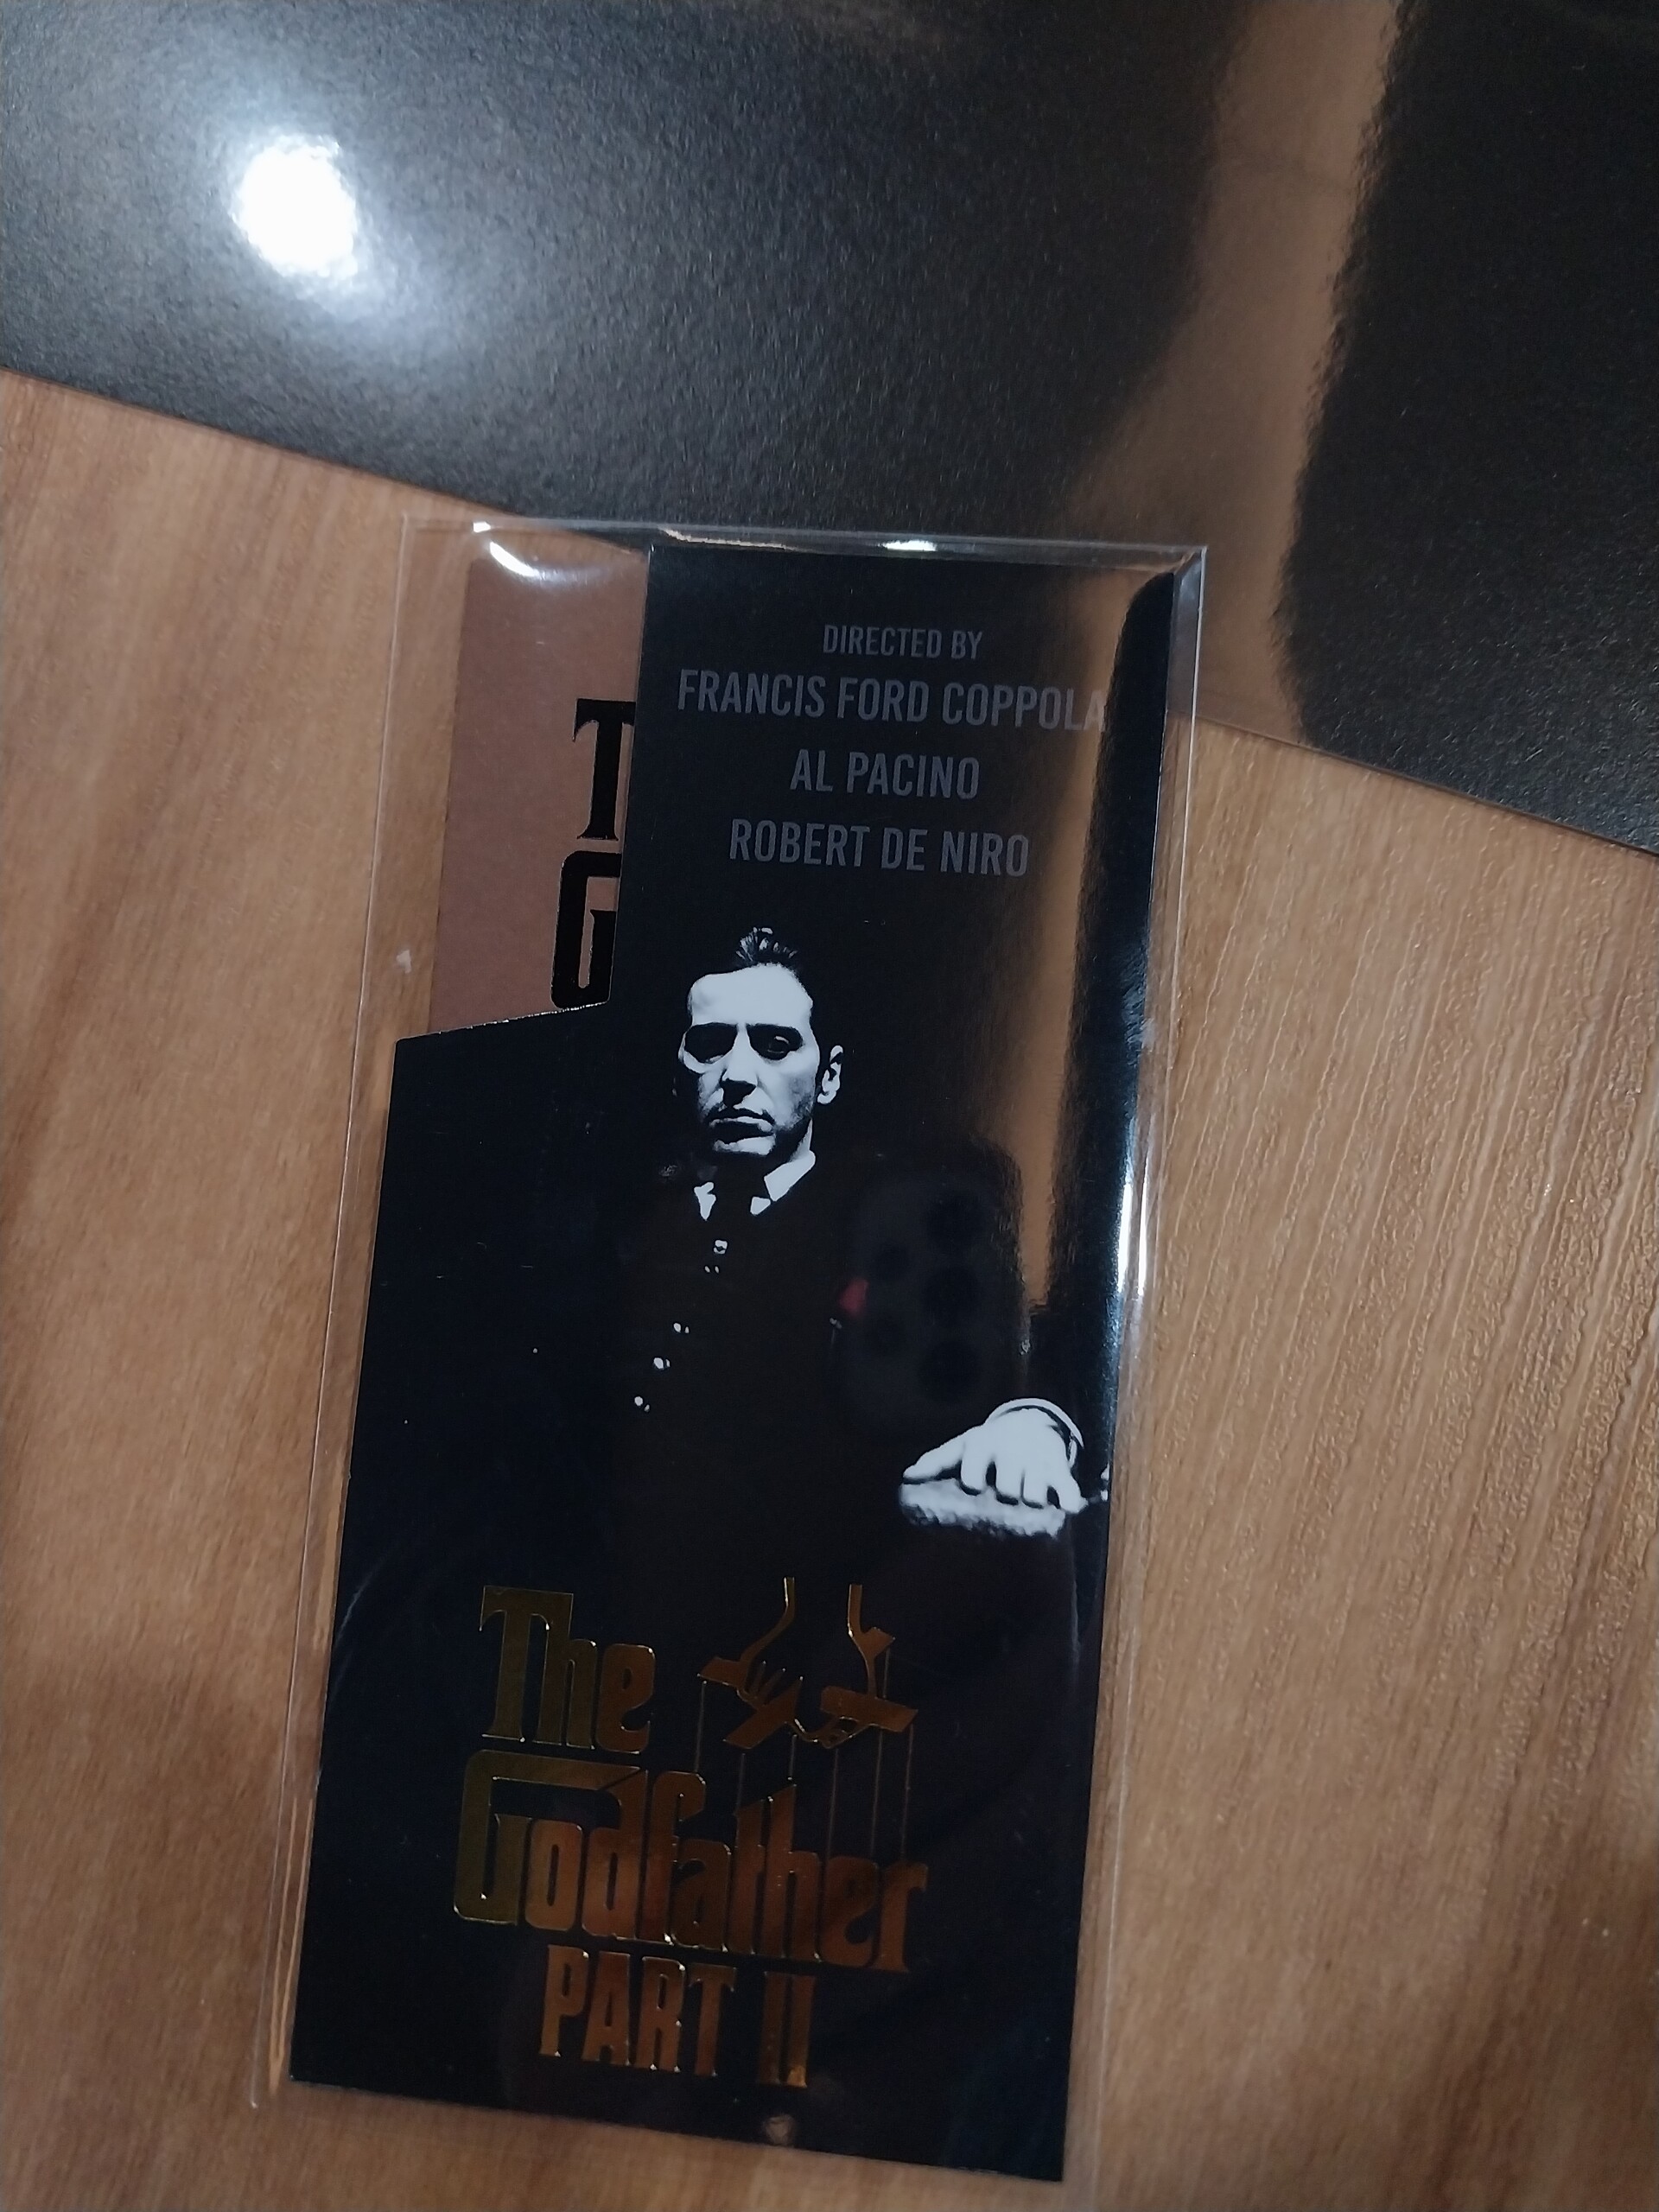 DIRECTED BY
FRANCIS FORD COPPOLA
AL PACINO
ROBERT DE NIRO
T
G
The
Godfather
PART II